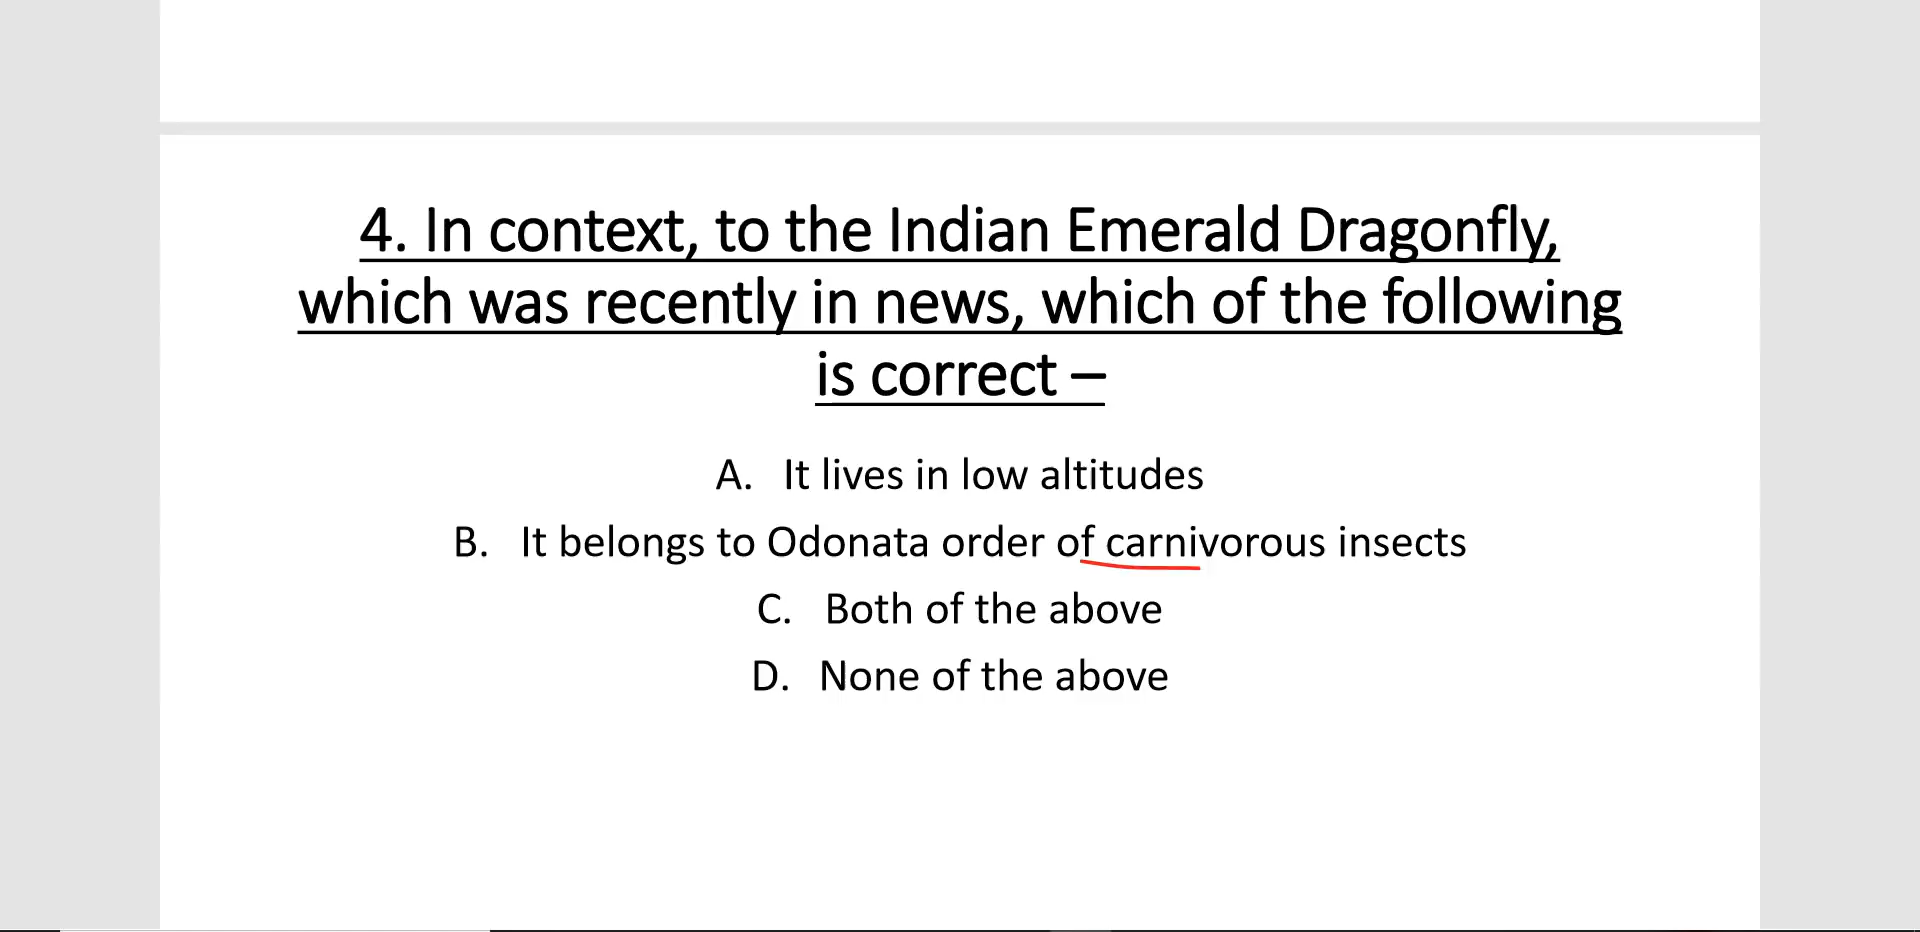 4. In context, to the Indian Emerald Dragonfly,
which was recently in news, which of the following
is correct –
A. It lives in low altitudes
B. It belongs to Odonata order of carnivorous insects
C. Both of the above
D. None of the above